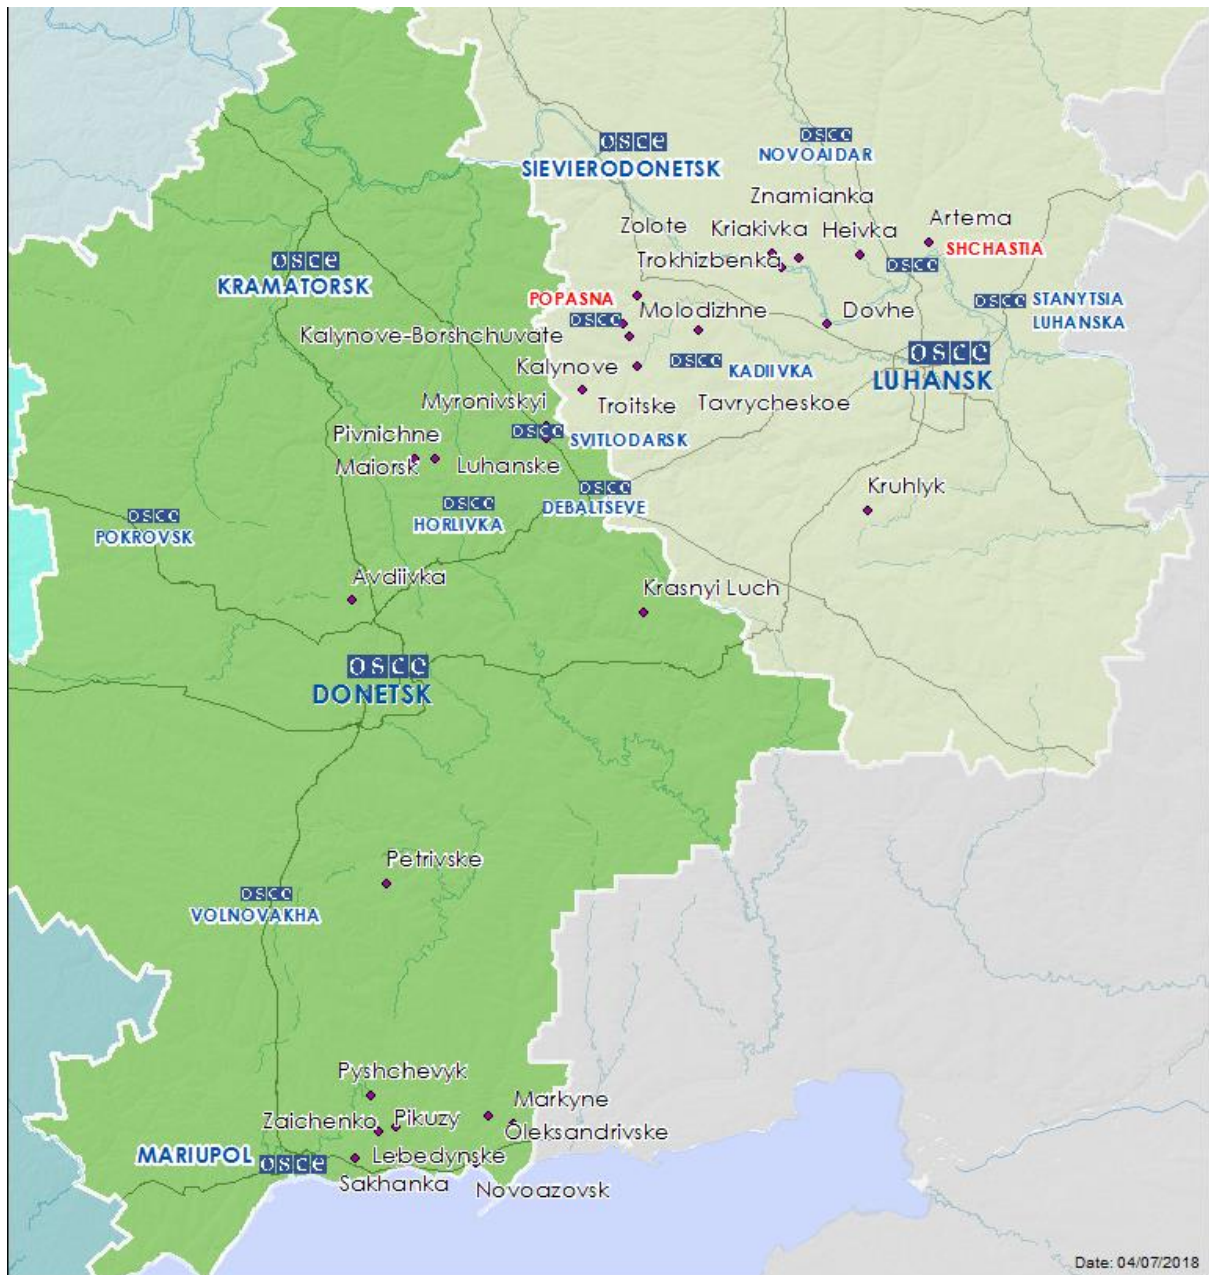 osce
NOVOAIDAR
osce
SIEVIERODONETSK
Znamianka
Zolote
Kriakivka
Heivka
Artema
SHCHASTIA
osce
osce
KRAMATORSK
Trokhizbenka
POPASNA
osce
Molodizhne
Dovhe
osce
STANYTSIA
LUHANSKA
Kalynove-Borshchuvate
Kalynove
osce
KADIIVKA
osce
LUHANSK
Myronivskyi
Troitske
Tavrycheskoe
osce
SVITLODARSK
Pivnichne
Maiorsk
Luhanske
osce
DEBALTSEVE
Kruhlyk
osce
HORLIVKA
osce
POKROVSK
Avdiivka
Krasnyi Luch
osce
DONETSK
Petrivske
osce
VOLNOVAKHA
Pyshchevyk
Zaichenko
Pikuzy
Markyne
Oleksandrivske
MARIUPOL
osce
Lebedynske
Sakhanka
Novoazovsk
Date: 04/07/2018